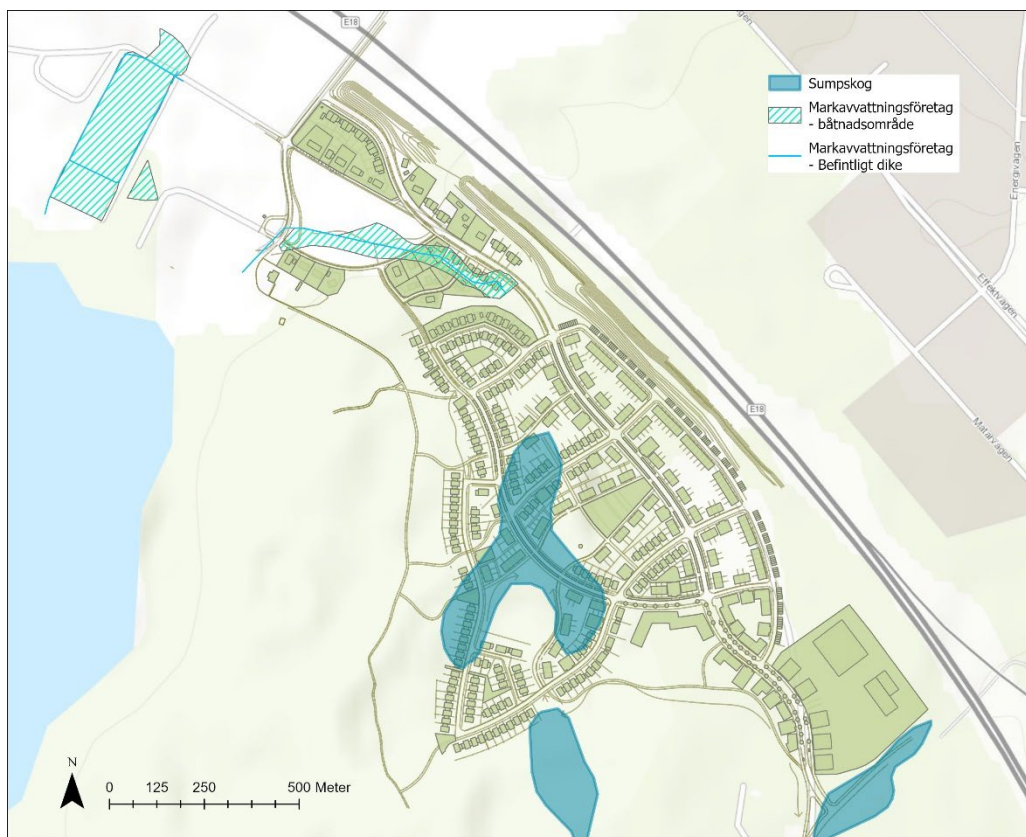 E18
Sumpskog
Markavvattningsföretag
- båtnadsområde
Markavvattningsföretag
- Befintligt dike
Energivägen
Effektvägen
E18
Matarvägen
N
0 125 250 500 Meter